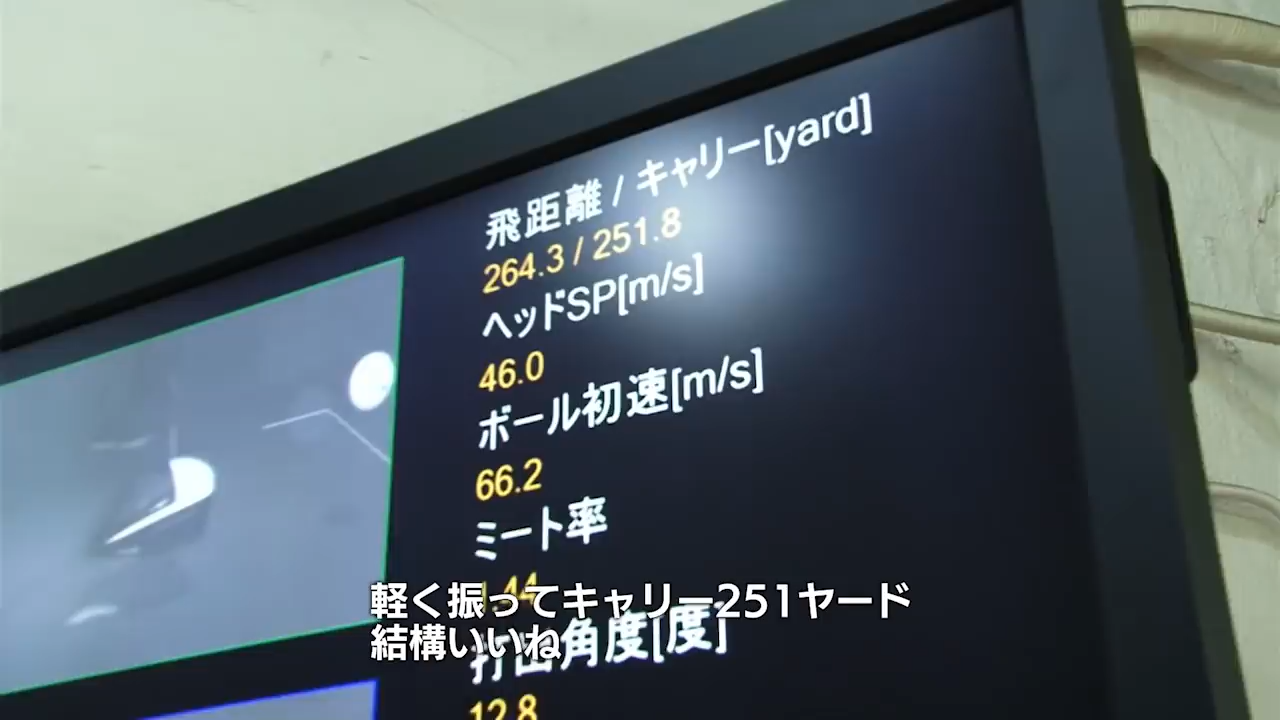 飛距離 / キャリー[yard]
264.3 / 251.8
ヘッドSP[m/s]
46.0
ボール初速[m/s]
66.2
ミート率
1.44
打出角度[度]
12.8
軽く振ってキャリー251ヤード
結構いいね